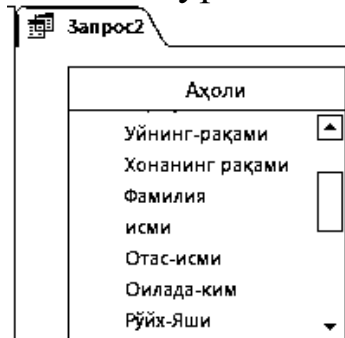 Запрос2
Аҳоли
Уйнинг-рақами
Хонанинг рақами
Фамилия
исми
Отас-исми
Оилада-ким
Рўйх-Яши